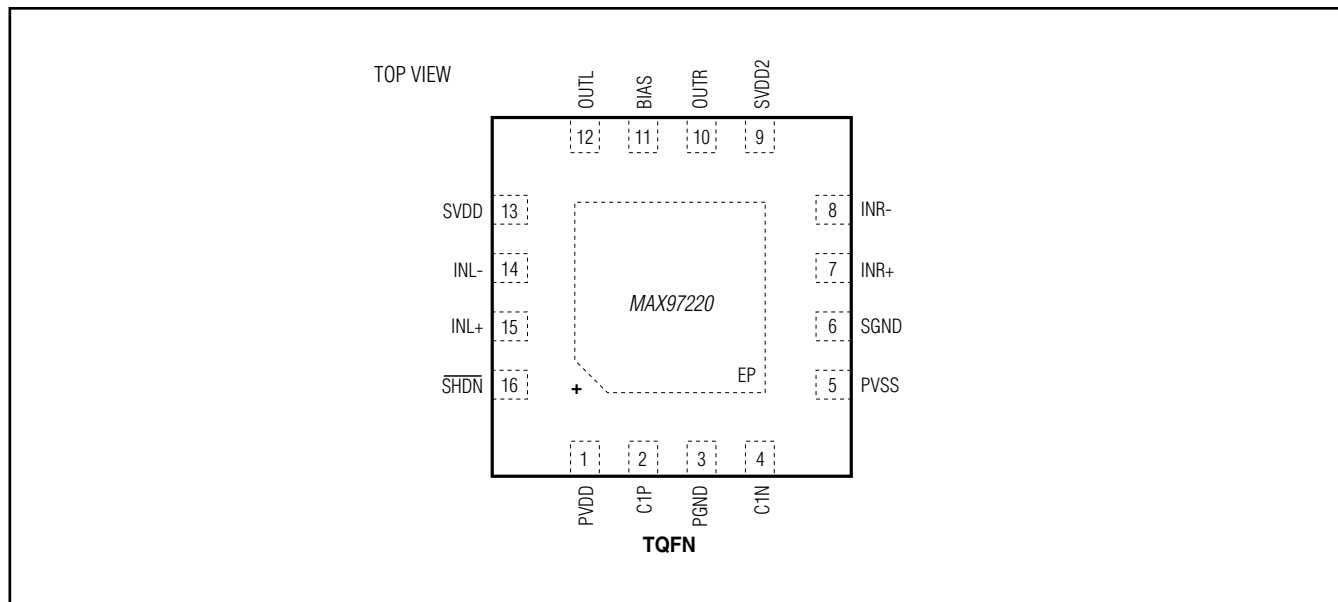 TOP VIEW
OUTL BIAS OUTR SVDD2
12 11 10 9
SVDD 13 8 INR-
INL- 14 7 INR+
MAX97220
INL+ 15 6 SGND
EP
SHDN 16 + 5 PVSS
1 2 3 4
PVDD C1P PGND C1N
TQFN